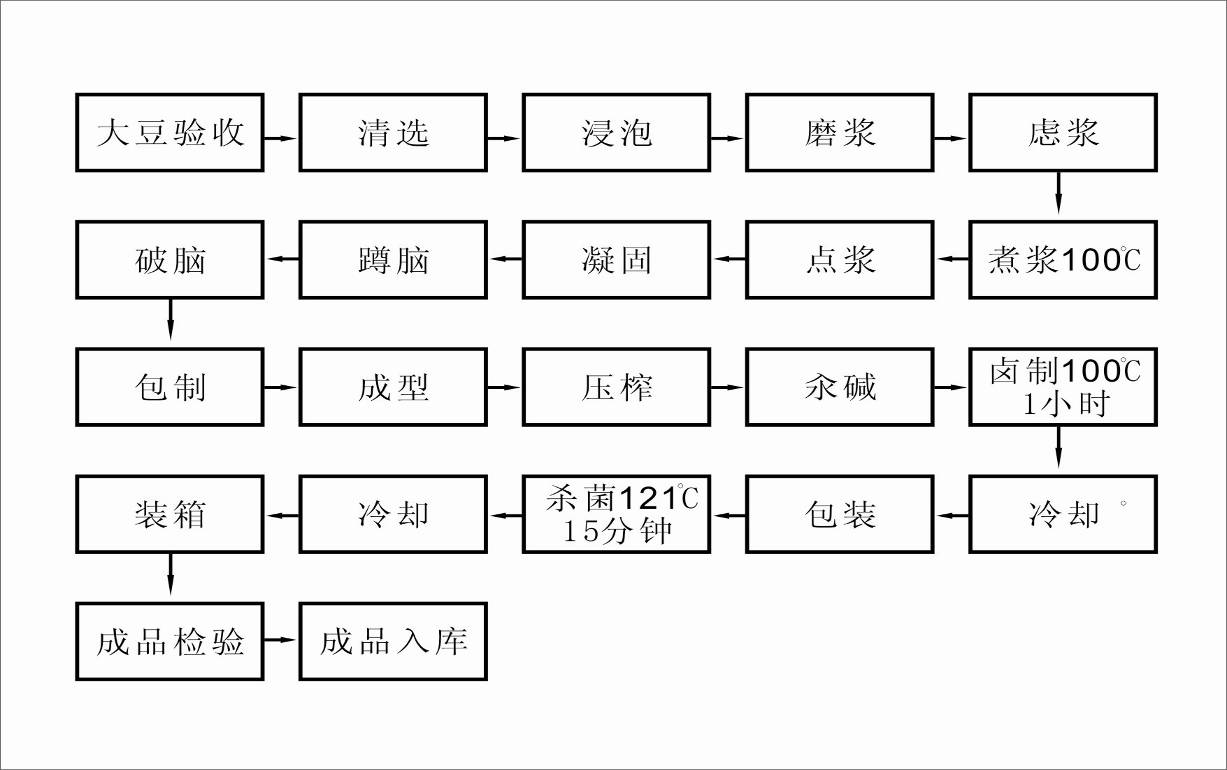 大豆验收
清选
浸泡
磨浆
虑浆
煮浆100℃
点浆
凝固
蹲脑
破脑
包制
成型
压榨
汆碱
卤制100℃
1小时
冷却 °
包装
杀菌121℃
15分钟
冷却
装箱
成品检验
成品入库